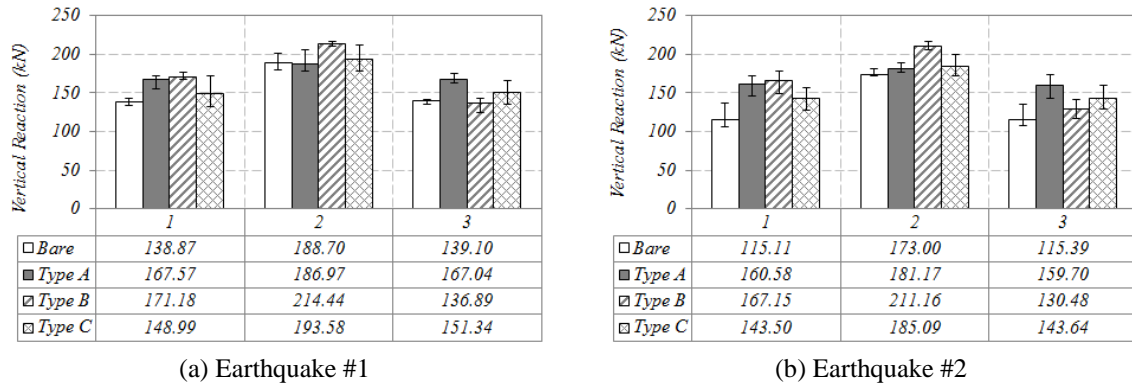 250
200
150
100
50
0
Vertical Reaction (kN)
1 2 3
Bare 138.87 188.70 139.10
Type A 167.57 186.97 167.04
Type B 171.18 214.44 136.89
Type C 148.99 193.58 151.34
(a) Earthquake #1
250
200
150
100
50
0
Vertical Reaction (kN)
1 2 3
Bare 115.11 173.00 115.39
Type A 160.58 181.17 159.70
Type B 167.15 211.16 130.48
Type C 143.50 185.09 143.64
(b) Earthquake #2